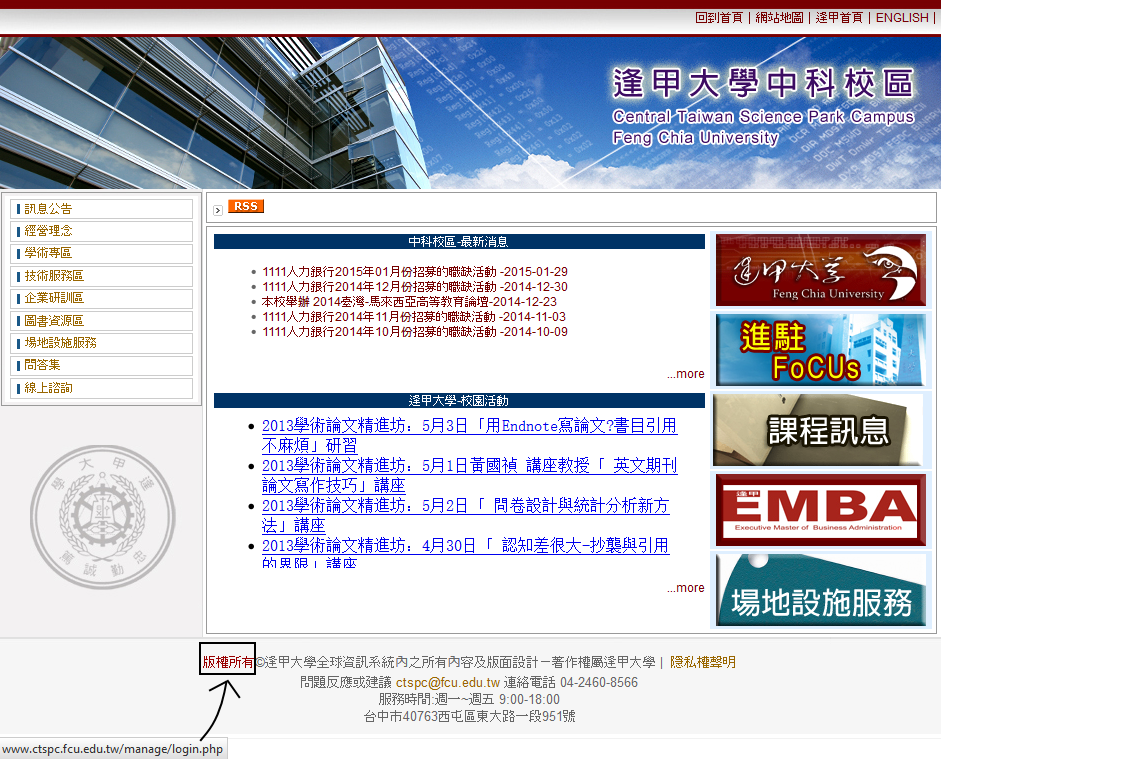 回到首頁 | 網站地圖 | 逢甲首頁 | ENGLISH |
逢甲大學中科校區
Central Taiwan Science Park Campus
Feng Chia University
訊息公告
經營理念
學術專區
技術服務區
企業研訓區
圖書資源區
場地設施服務
問答集
線上諮詢
RSS
中科校區-最新消息
1111人力銀行2015年01月份招募的職缺活動 -2015-01-29
1111人力銀行2014年12月份招募的職缺活動 -2014-12-30
本校舉辦 2014臺灣-馬來西亞高等教育論壇-2014-12-23
1111人力銀行2014年11月份招募的職缺活動 -2014-11-03
1111人力銀行2014年10月份招募的職缺活動 -2014-10-09
...more
逢甲大學-校園活動
2013學術論文精進坊：5月3日「用Endnote寫論文?書目引用
不麻煩」研習
2013學術論文精進坊：5月1日黃國禎 講座教授「 英文期刊
論文寫作技巧」講座
2013學術論文精進坊：5月2日「 問卷設計與統計分析新方
法」講座
2013學術論文精進坊：4月30日「 認知差很大-抄襲與引用
的界限」講座
...more
逢甲大學
Feng Chia University
進駐
FoCUs
課程訊息
逢甲
EMBA
Executive Master of Business Administration
場地設施服務
版權所有©逢甲大學全球資訊系統內之所有內容及版面設計－著作權屬逢甲大學 | 隱私權聲明
問題反應或建議 ctspc@fcu.edu.tw 連絡電話 04-2460-8566
服務時間:週一~週五 9:00-18:00
台中市40763西屯區東大路一段951號
www.ctspc.fcu.edu.tw/manage/login.php